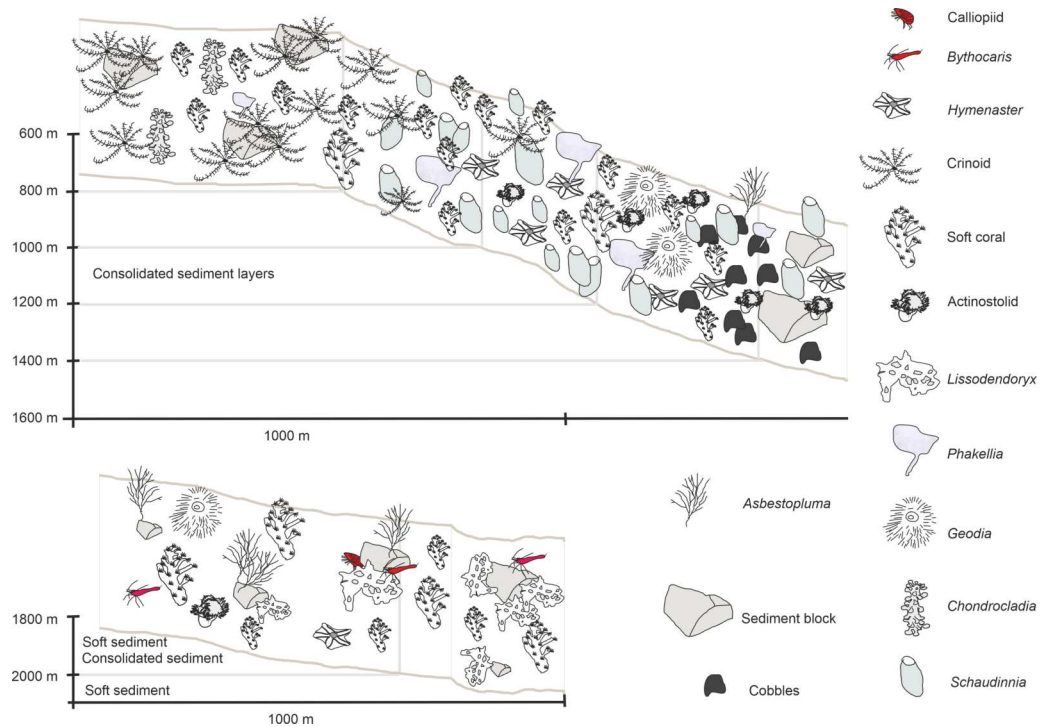 600 m
800 m
1000 m
1200 m
1400 m
1600 m
Consolidated sediment layers
1000 m
1800 m
2000 m
Soft sediment
Consolidated sediment
Soft sediment
1000 m
Asbestopluma
Sediment block
Cobbles
Calliopiid
Bythocaris
Hymenaster
Crinoid
Soft coral
Actinostolid
Lissodendoryx
Phakellia
Geodia
Chondrocladia
Schaudinnia